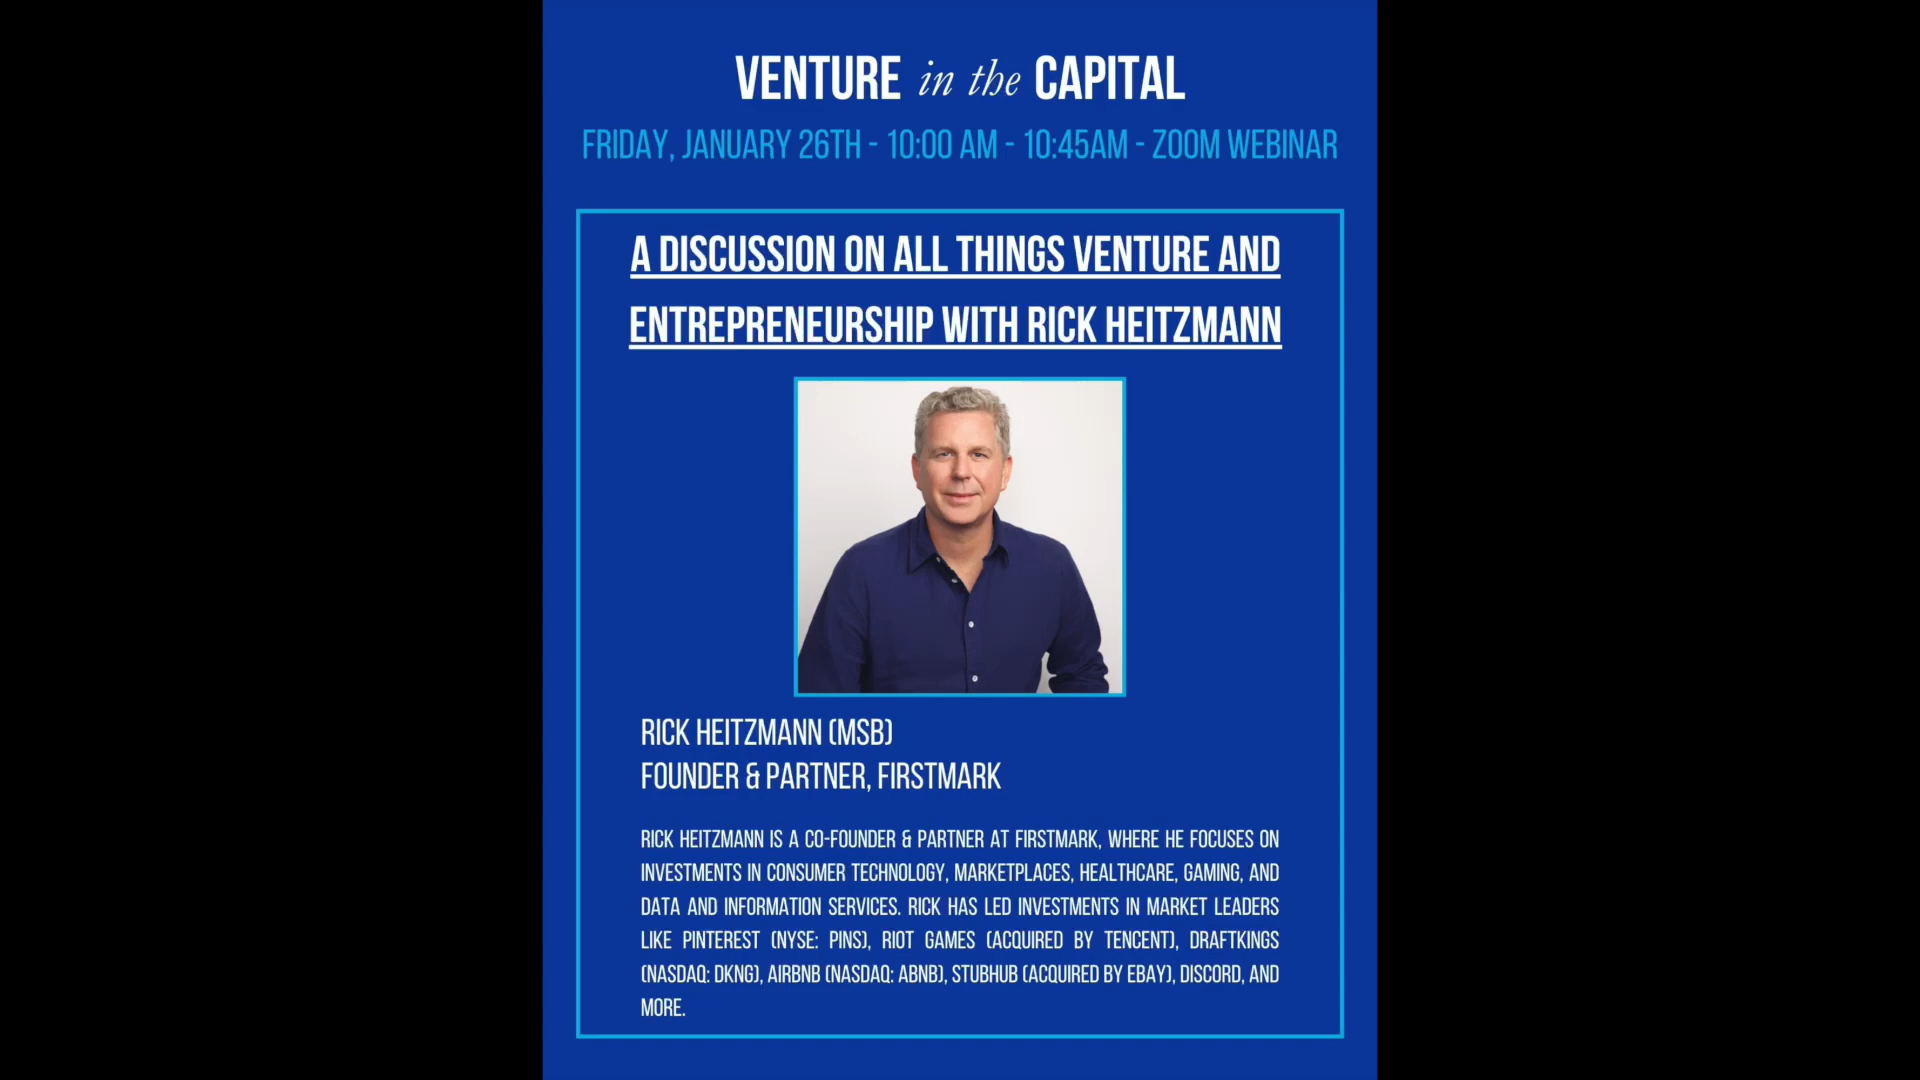 VENTURE in the CAPITAL
FRIDAY, JANUARY 26TH - 10:00 AM - 10:45AM - ZOOM WEBINAR
A DISCUSSION ON ALL THINGS VENTURE AND
ENTREPRENEURSHIP WITH RICK HEITZMANN
RICK HEITZMANN (MSB)
FOUNDER & PARTNER, FIRSTMARK
RICK HEITZMANN IS A CO-FOUNDER & PARTNER AT FIRSTMARK, WHERE HE FOCUSES ON
INVESTMENTS IN CONSUMER TECHNOLOGY, MARKETPLACES, HEALTHCARE, GAMING, AND
DATA AND INFORMATION SERVICES. RICK HAS LED INVESTMENTS IN MARKET LEADERS
LIKE PINTEREST (NYSE: PINS), RIOT GAMES (ACQUIRED BY TENCENT), DRAFTKINGS
(NASDAQ: DKNG), AIRBNB (NASDAQ: ABNB), STUBHUB (ACQUIRED BY EBAY), DISCORD, AND
MORE.